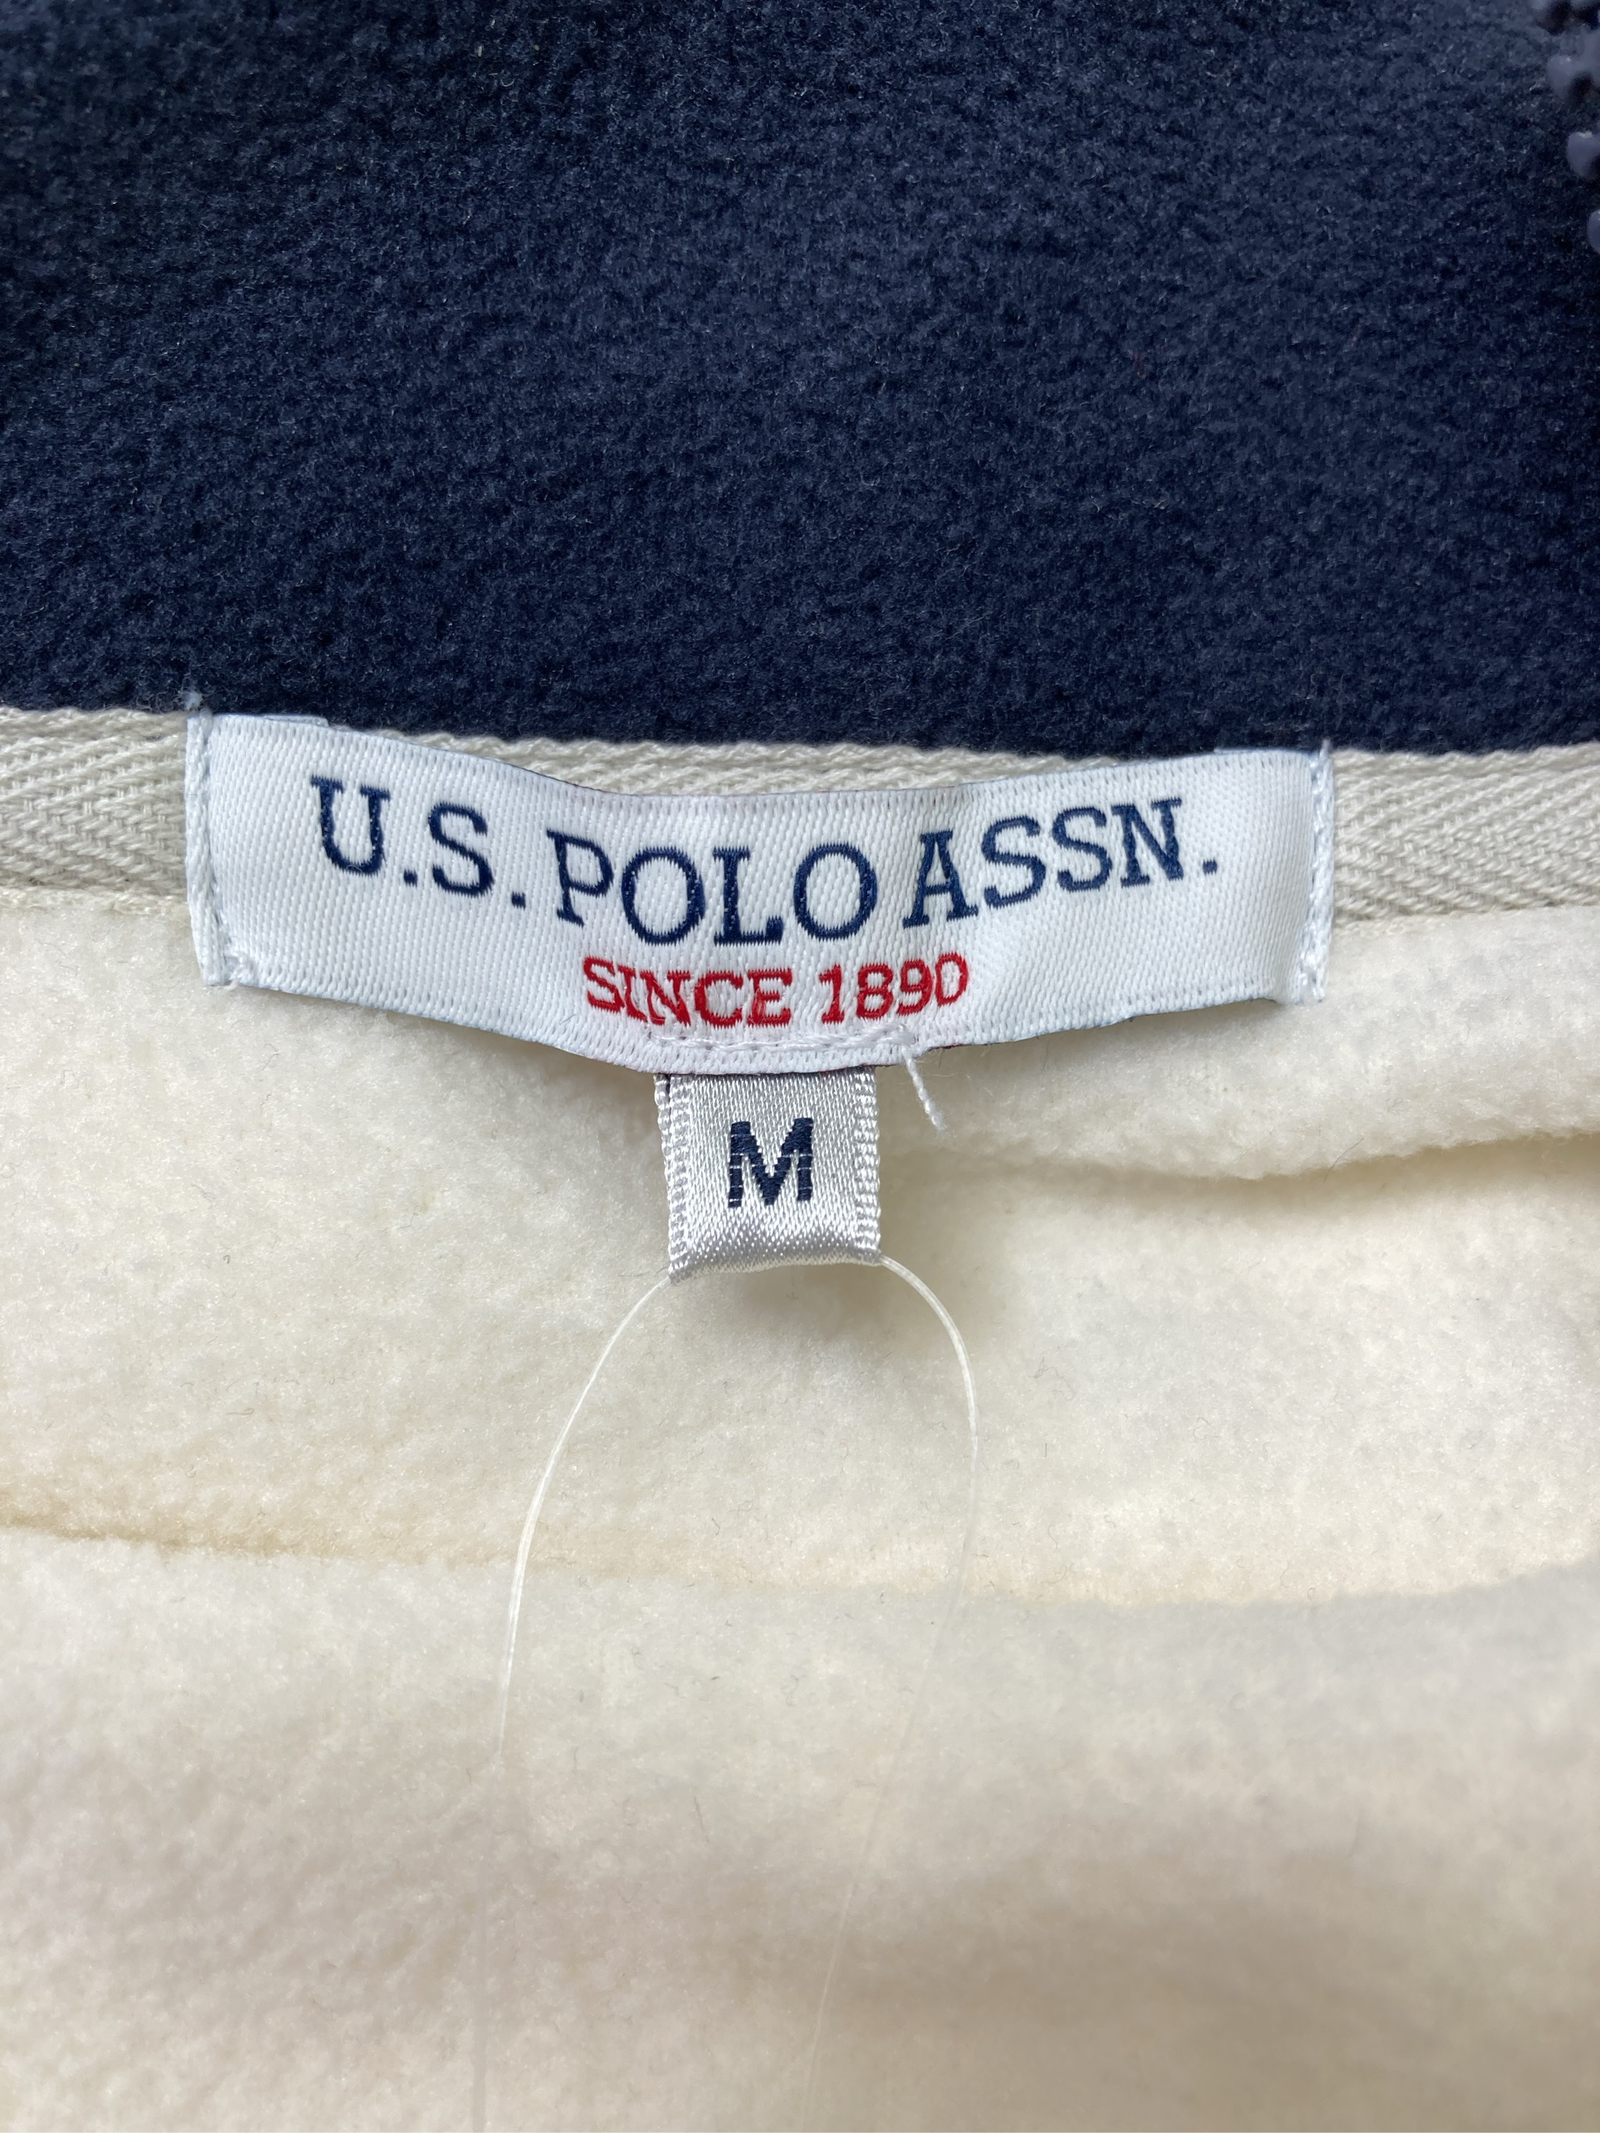 U.S. POLO ASSN.
SINCE 1890
M